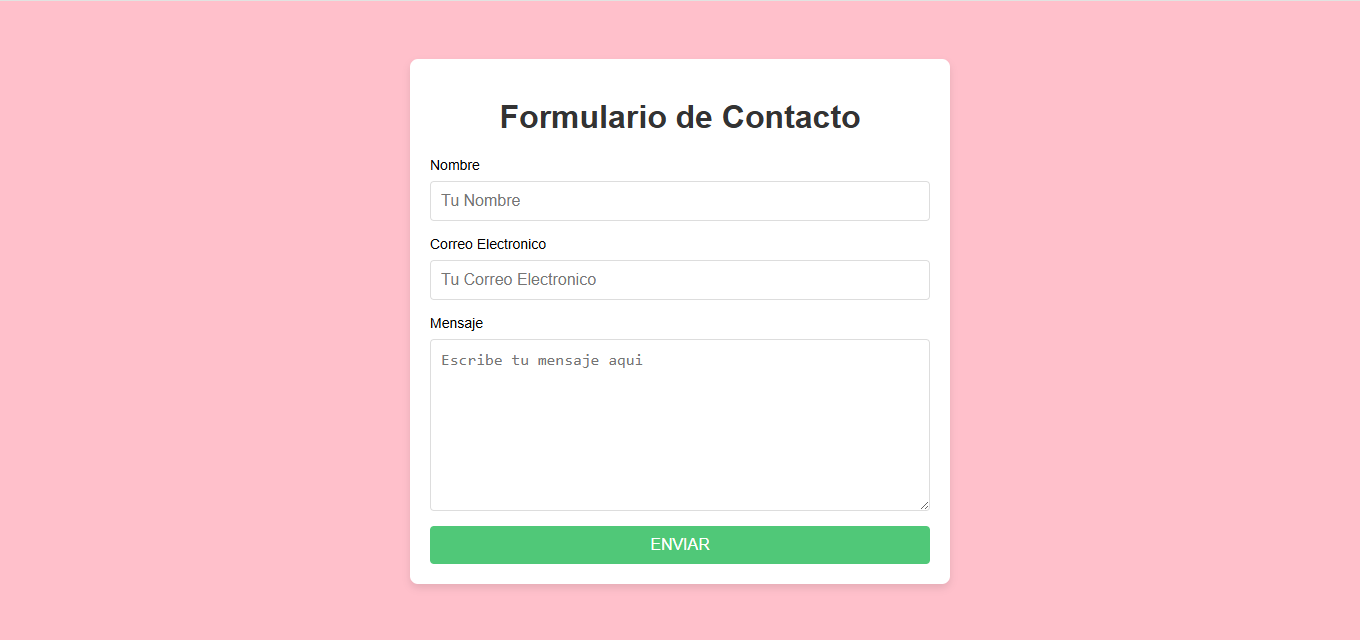 Formulario de Contacto
Nombre
Tu Nombre
Correo Electronico
Tu Correo Electronico
Mensaje
Escribe tu mensaje aqui
ENVIAR